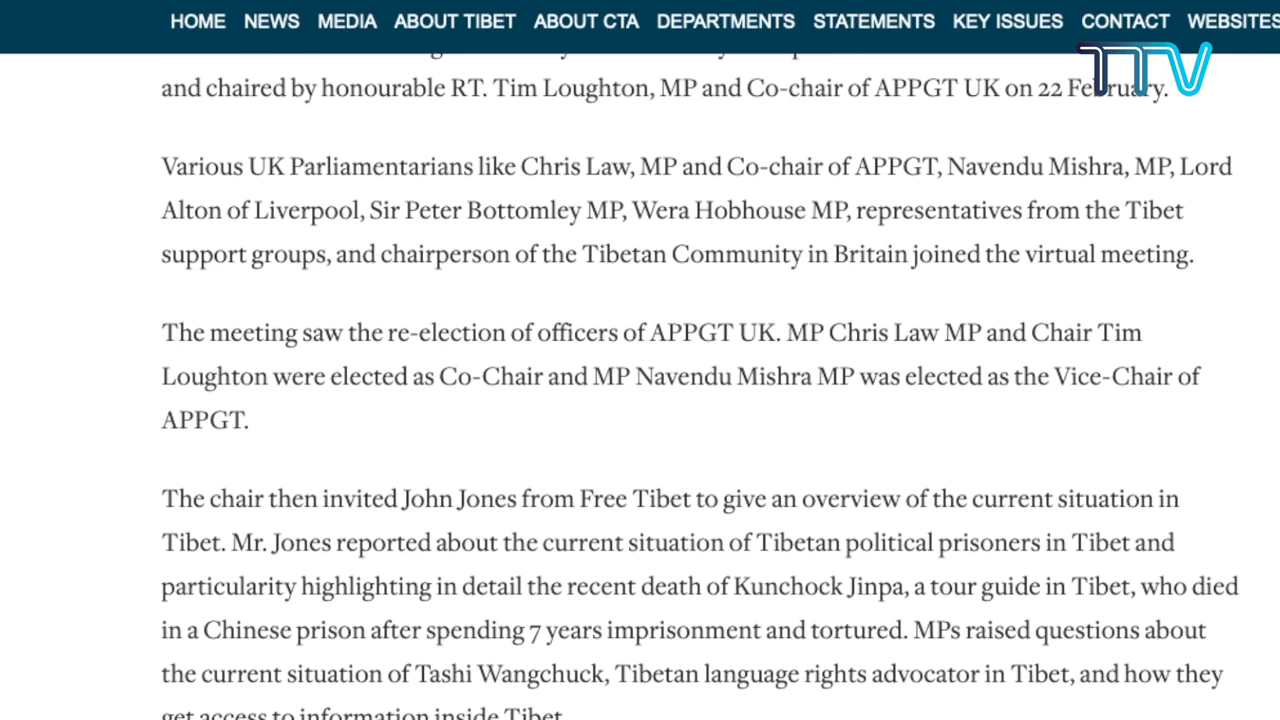 HOME NEWS MEDIA ABOUT TIBET ABOUT CTA DEPARTMENTS STATEMENTS KEY ISSUES CONTACT WEBSITES
TTV
and chaired by honourable RT. Tim Loughton, MP and Co-chair of APPGT UK on 22 February.
Various UK Parliamentarians like Chris Law, MP and Co-chair of APPGT, Navendu Mishra, MP, Lord
Alton of Liverpool, Sir Peter Bottomley MP, Wera Hobhouse MP, representatives from the Tibet
support groups, and chairperson of the Tibetan Community in Britain joined the virtual meeting.
The meeting saw the re-election of officers of APPGT UK. MP Chris Law MP and Chair Tim
Loughton were elected as Co-Chair and MP Navendu Mishra MP was elected as the Vice-Chair of
APPGT.
The chair then invited John Jones from Free Tibet to give an overview of the current situation in
Tibet. Mr. Jones reported about the current situation of Tibetan political prisoners in Tibet and
particularity highlighting in detail the recent death of Kunchock Jinpa, a tour guide in Tibet, who died
in a Chinese prison after spending 7 years imprisonment and tortured. MPs raised questions about
the current situation of Tashi Wangchuck, Tibetan language rights advocator in Tibet, and how they
get access to information inside Tibet.